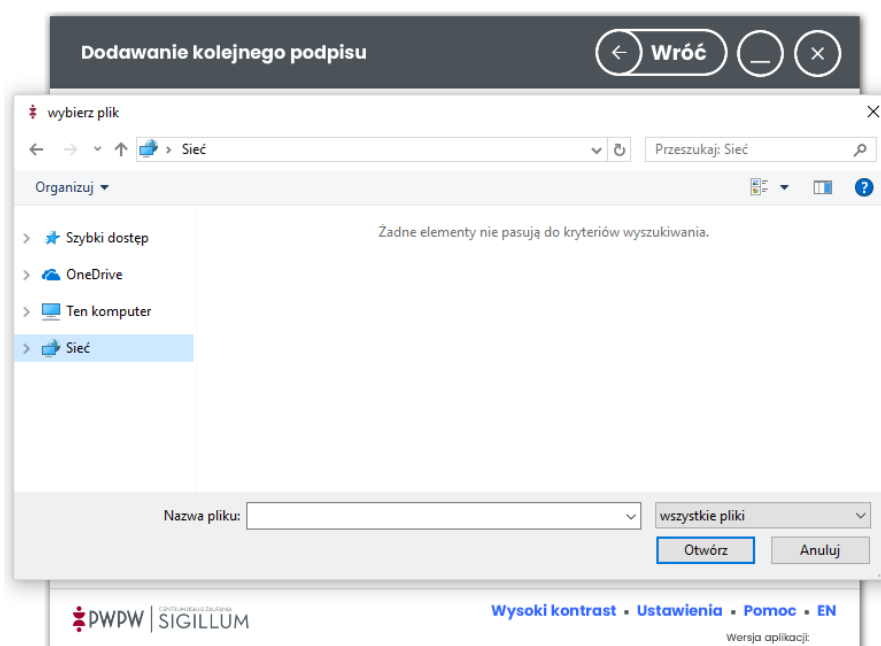 Dodawanie kolejnego podpisu
Wróć
wybierz plik
Sieć
Przeszukaj: Sieć
Organizuj
Szybki dostęp
OneDrive
Ten komputer
Sieć
Żadne elementy nie pasują do kryteriów wyszukiwania.
Nazwa pliku:
wszystkie pliki
Otwórz
Anuluj
PWPW
SIGILLUM
Wysoki kontrast • Ustawienia • Pomoc • EN
Wersja aplikacji: